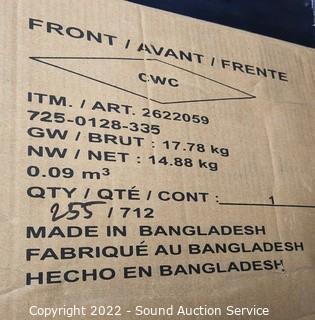 FRONT / AVANT / FRENTE
CWC
ITM. / ART. 2622059
725-0128-335
GW / BRUT : 17.78 kg
NW / NET : 14.88 kg
0.09 m³
QTY / QTÉ / CONT : 1
255 / 712
MADE IN BANGLADESH
FABRIQUÉ AU BANGLADESH
HECHO EN BANGLADESH
Copyright 2022 - Sound Auction Service